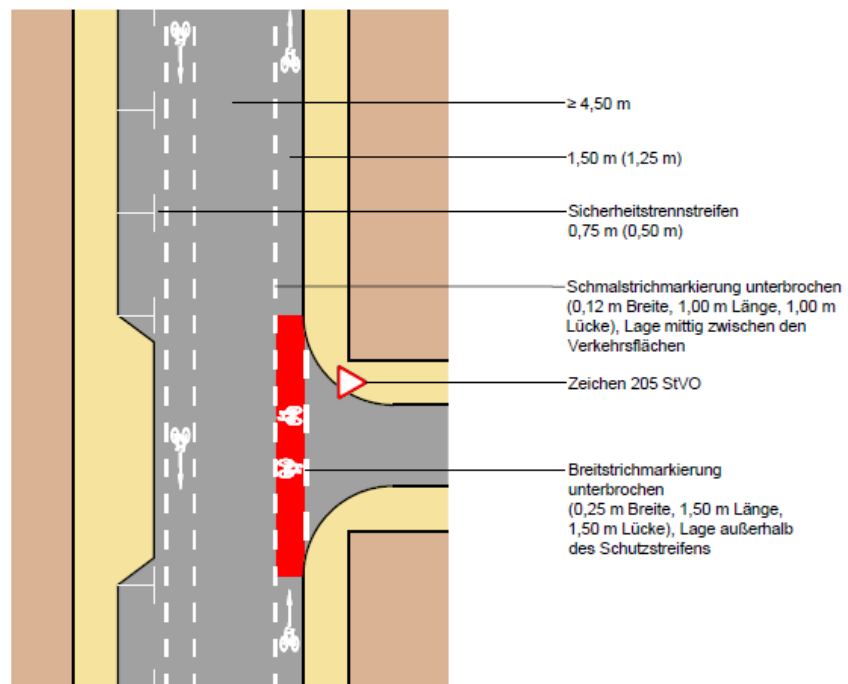 ≥ 4,50 m
1,50 m (1,25 m)
Sicherheitstrennstreifen
0,75 m (0,50 m)
Schmalstrichmarkierung unterbrochen
(0,12 m Breite, 1,00 m Länge, 1,00 m
Lücke), Lage mittig zwischen den
Verkehrsflächen
Zeichen 205 StVO
Breitstrichmarkierung
unterbrochen
(0,25 m Breite, 1,50 m Länge,
1,50 m Lücke), Lage außerhalb
des Schutzstreifens